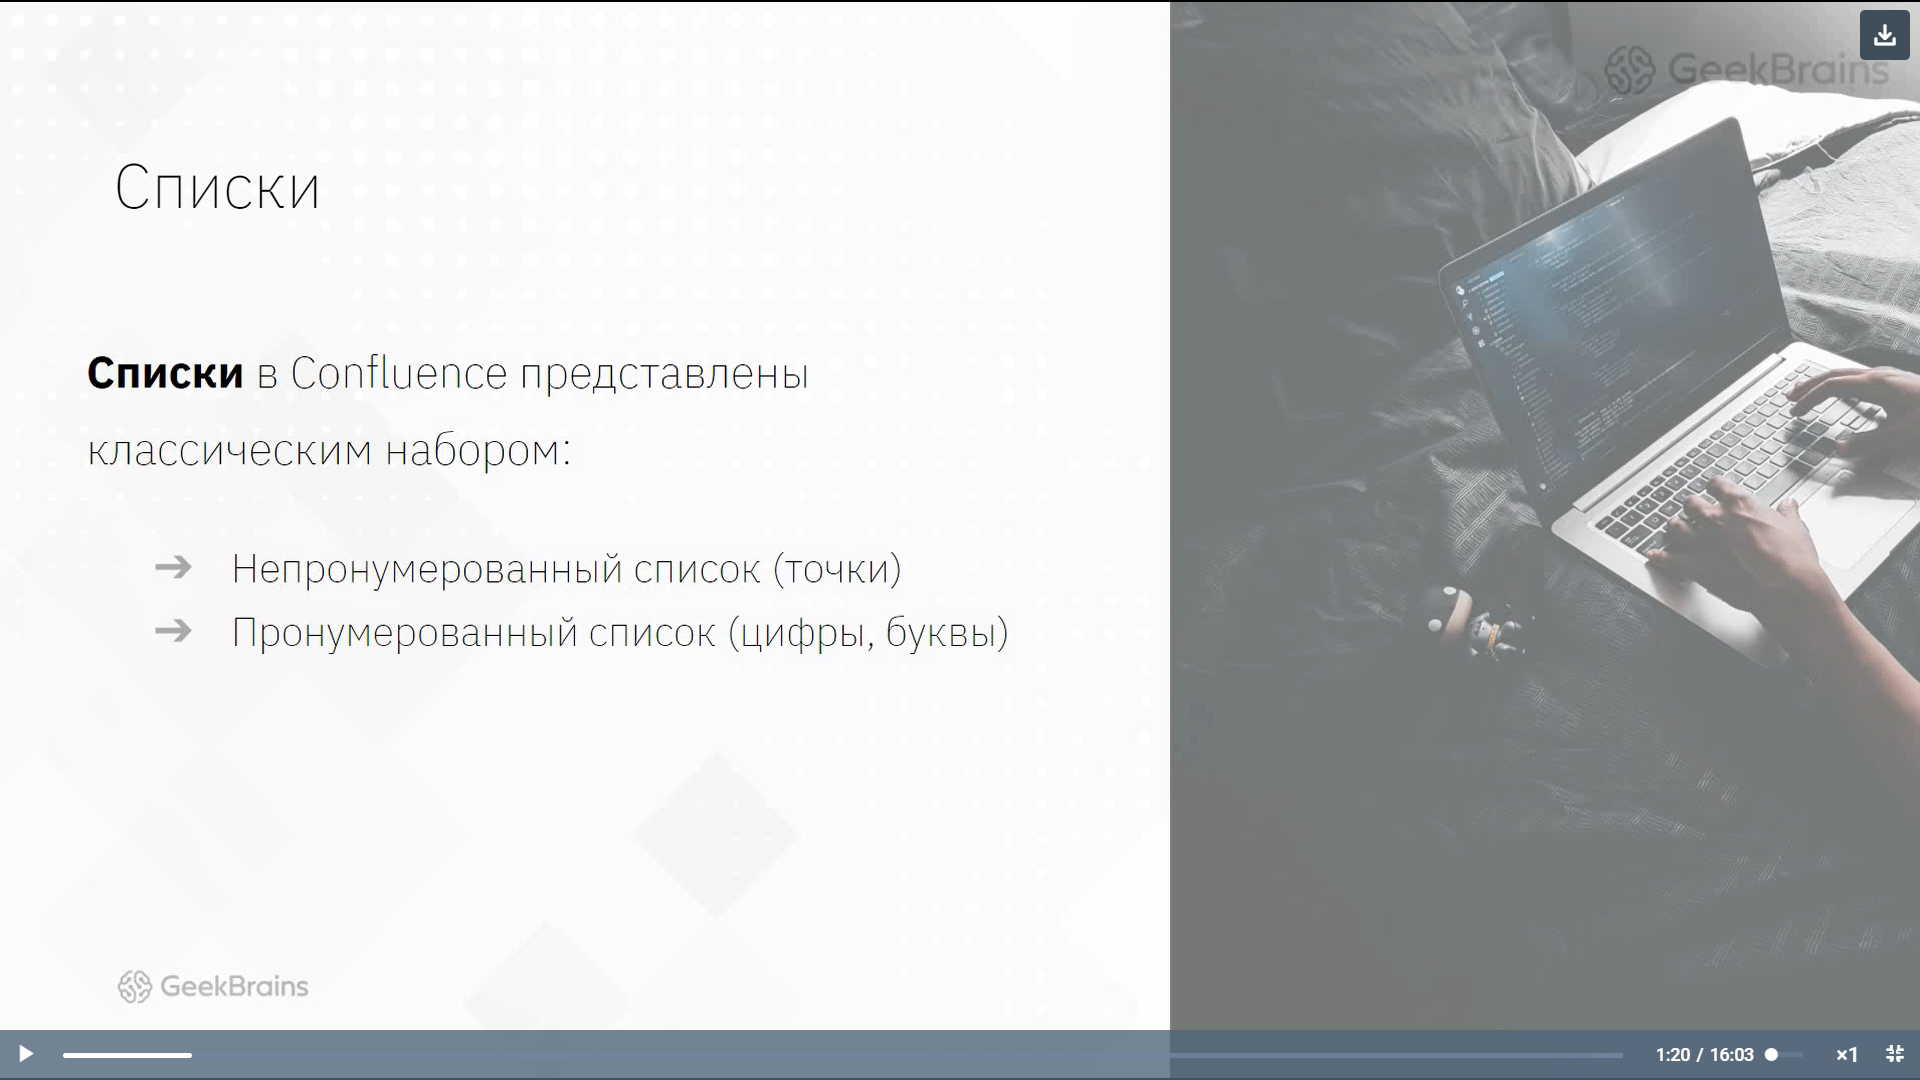 GeekBrains
Списки
Списки в Confluence представлены
классическим набором:
➔ Непронумерованный список (точки)
➔ Пронумерованный список (цифры, буквы)
GeekBrains
1:20 / 16:03 ×1